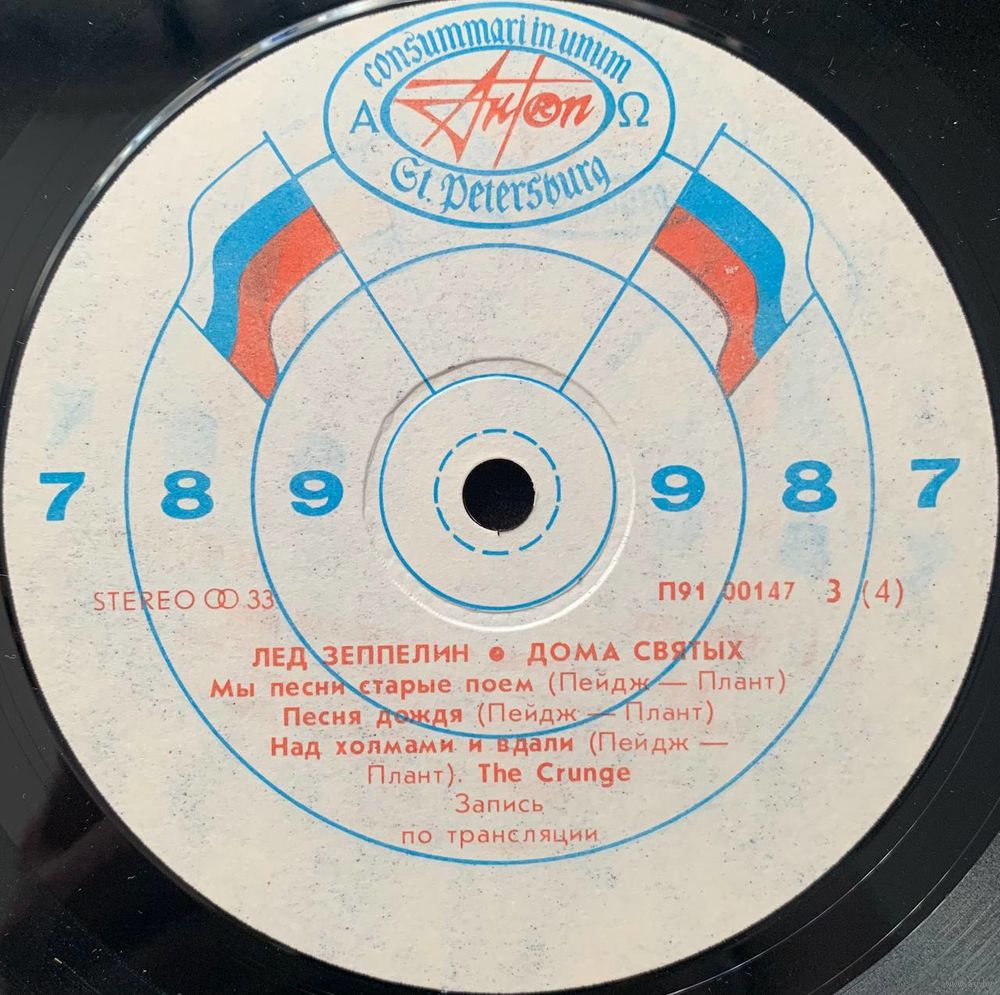 consummari in unum
Α AnTrop Ω
St. Petersburg
7 8 9 9 8 7
STEREO 33
П91 00147 3 (4)
ЛЕД ЗЕППЕЛИН • ДОМА СВЯТЫХ
Мы песни старые поем (Пейдж — Плант)
Песня дождя (Пейдж — Плант)
Над холмами и вдали (Пейдж —
Плант). The Crunge
Запись
по трансляции